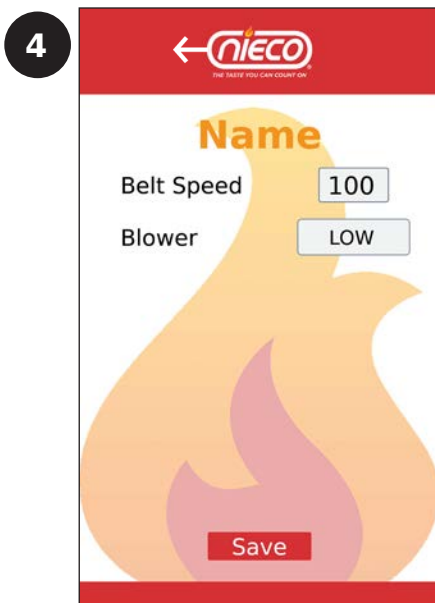 4
nieco
THE TASTE YOU CAN COUNT ON
Name
Belt Speed 100
Blower LOW
Save